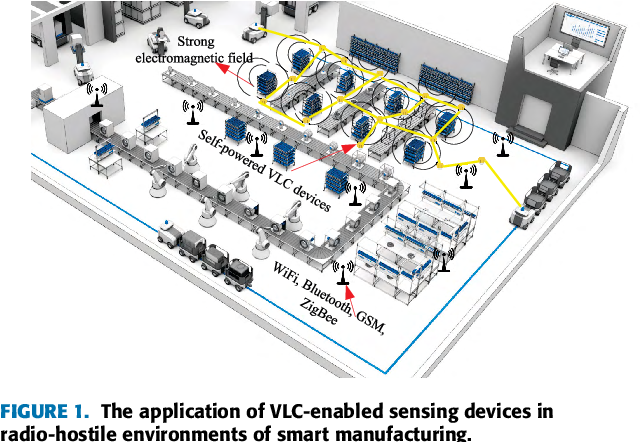 Strong
electromagnetic field
Self-powered VLC devices
WiFi, Bluetooth, GSM,
ZigBee
FIGURE 1. The application of VLC-enabled sensing devices in
radio-hostile environments of smart manufacturing.